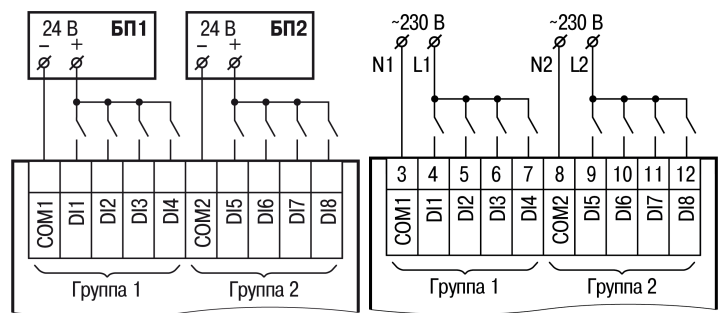 24 В БП1
– +
24 В БП2
– +
COM1 DI1 DI2 DI3 DI4 COM2 DI5 DI6 DI7 DI8
Группа 1 Группа 2
~230 В ~230 В
N1 L1 N2 L2
3 4 5 6 7 8 9 10 11 12
COM1 DI1 DI2 DI3 DI4 COM2 DI5 DI6 DI7 DI8
Группа 1 Группа 2